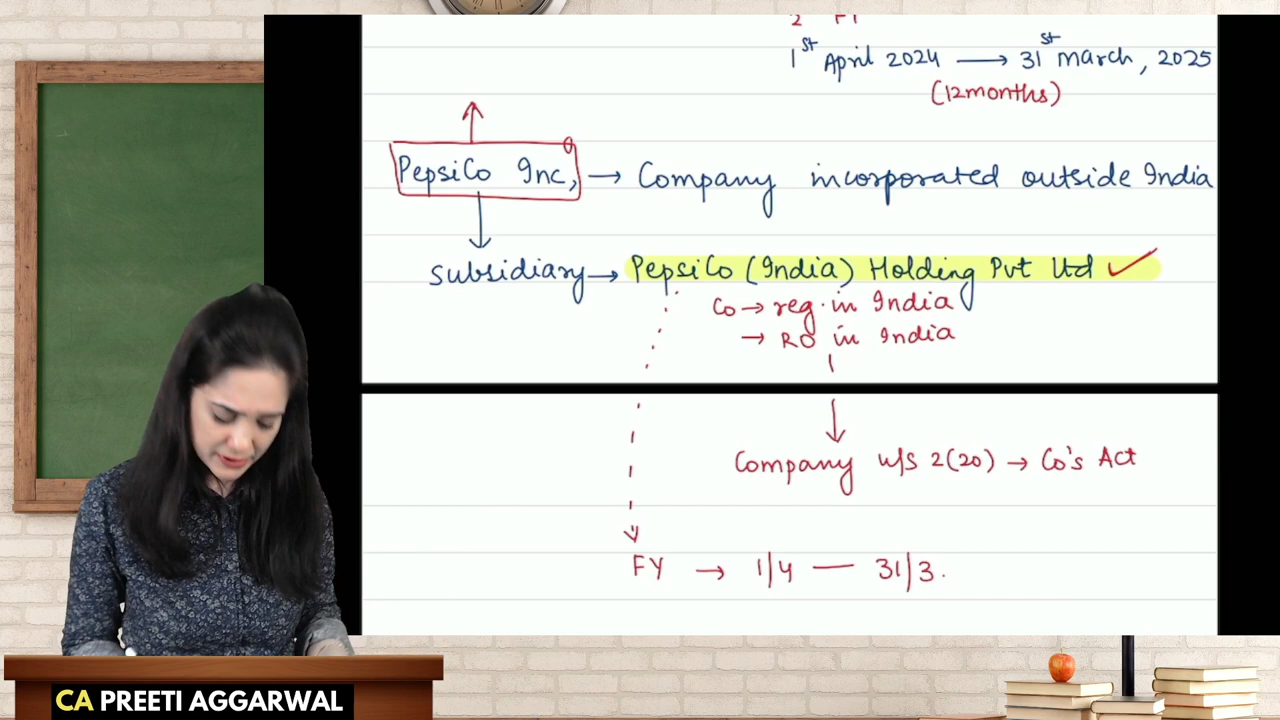 1st April 2024 → 31st march, 2025
(12months)
PepsiCo Inc, → Company incorporated outside India
subsidiary → PepsiCo (India) Holding Pvt Ltd ✓
Co → reg. in India
→ RO in India
Company u/s 2(20) → Co's Act
FY → 1/4 — 31/3.
CA PREETI AGGARWAL